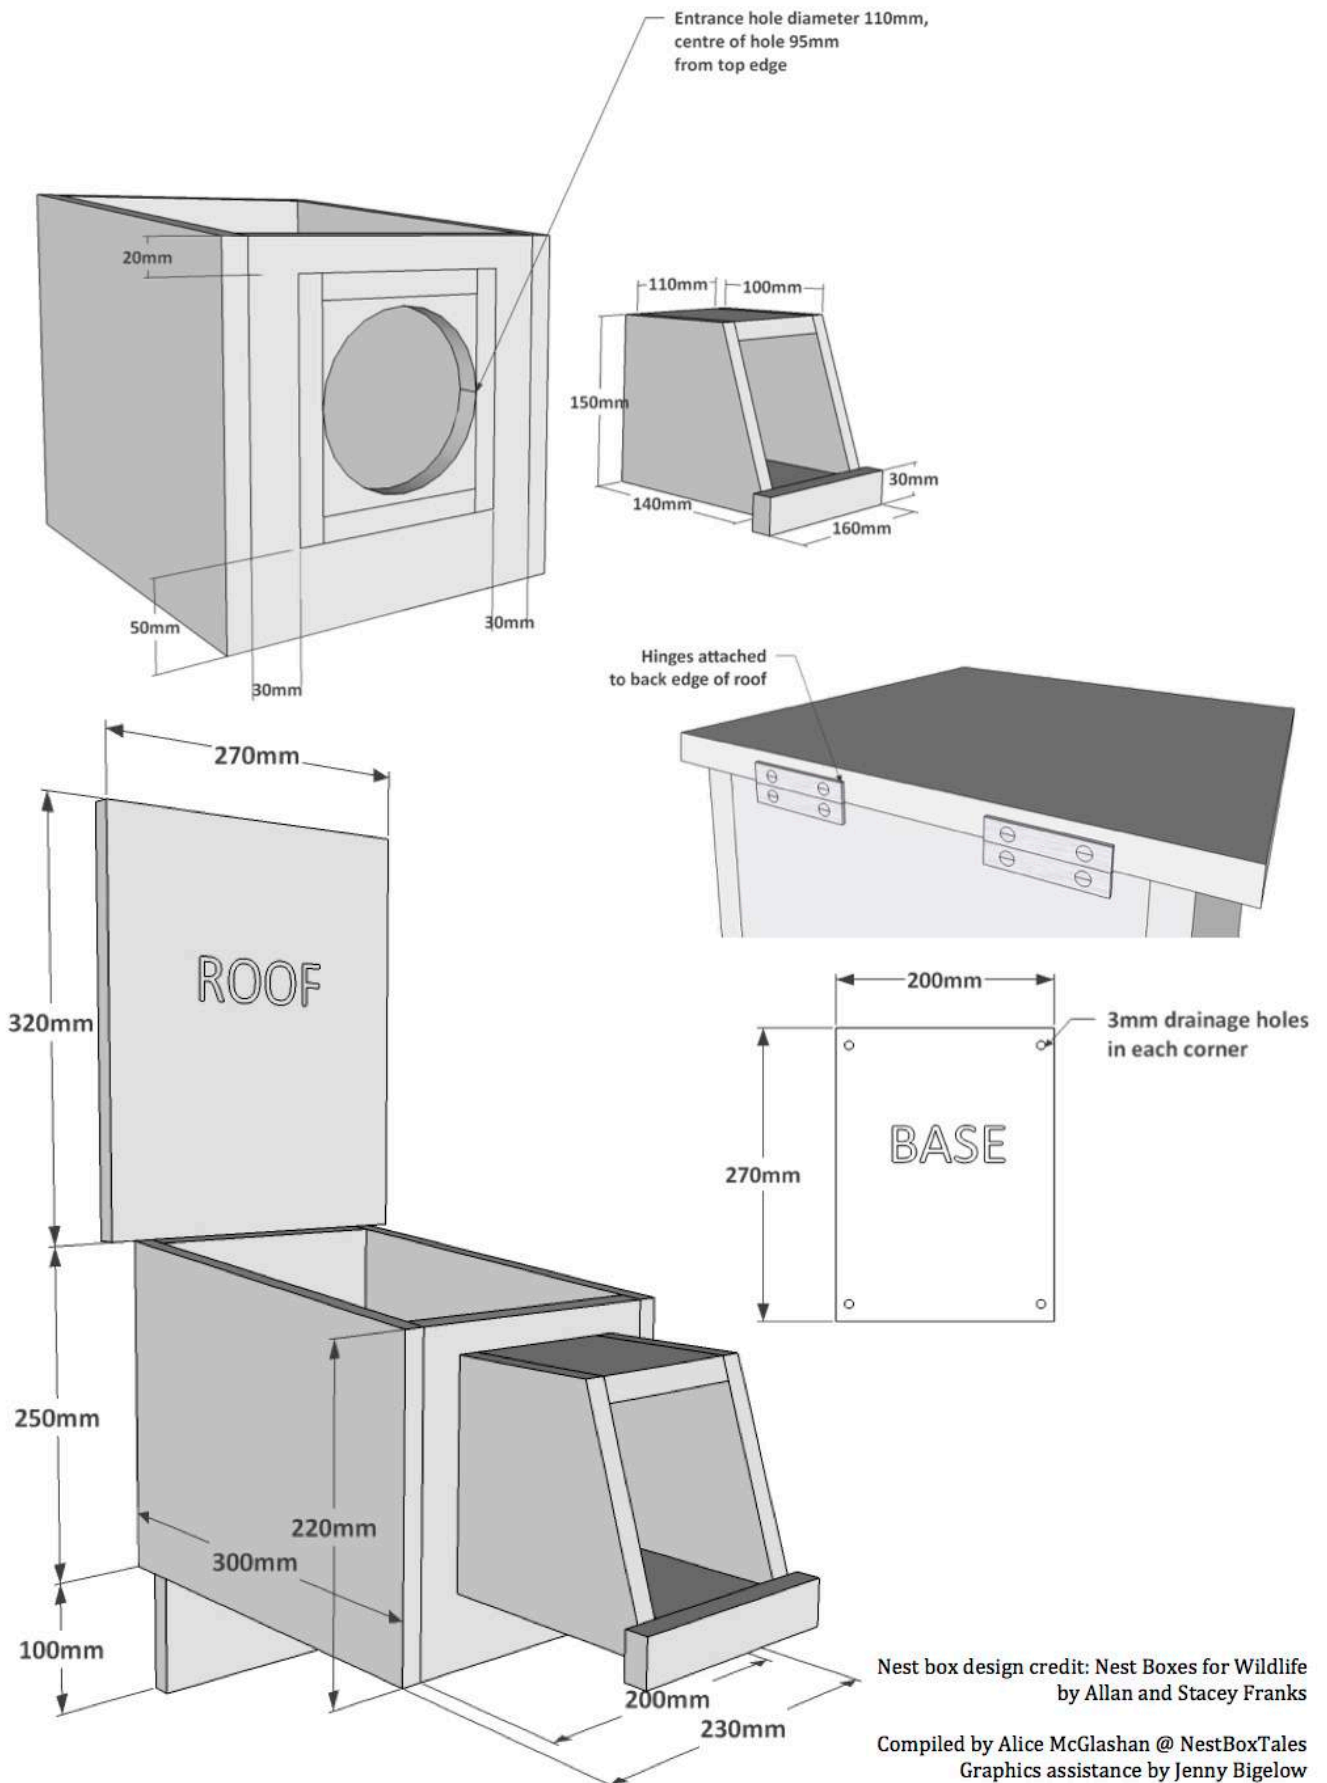 Entrance hole diameter 110mm,
centre of hole 95mm
from top edge
20mm
110mm
100mm
150mm
30mm
140mm
160mm
50mm
30mm
30mm
Hinges attached
to back edge of roof
270mm
ROOF
320mm
200mm
3mm drainage holes
in each corner
BASE
270mm
250mm
220mm
300mm
100mm
200mm
230mm
Nest box design credit: Nest Boxes for Wildlife
by Allan and Stacey Franks
Compiled by Alice McGlashan @ NestBoxTales
Graphics assistance by Jenny Bigelow